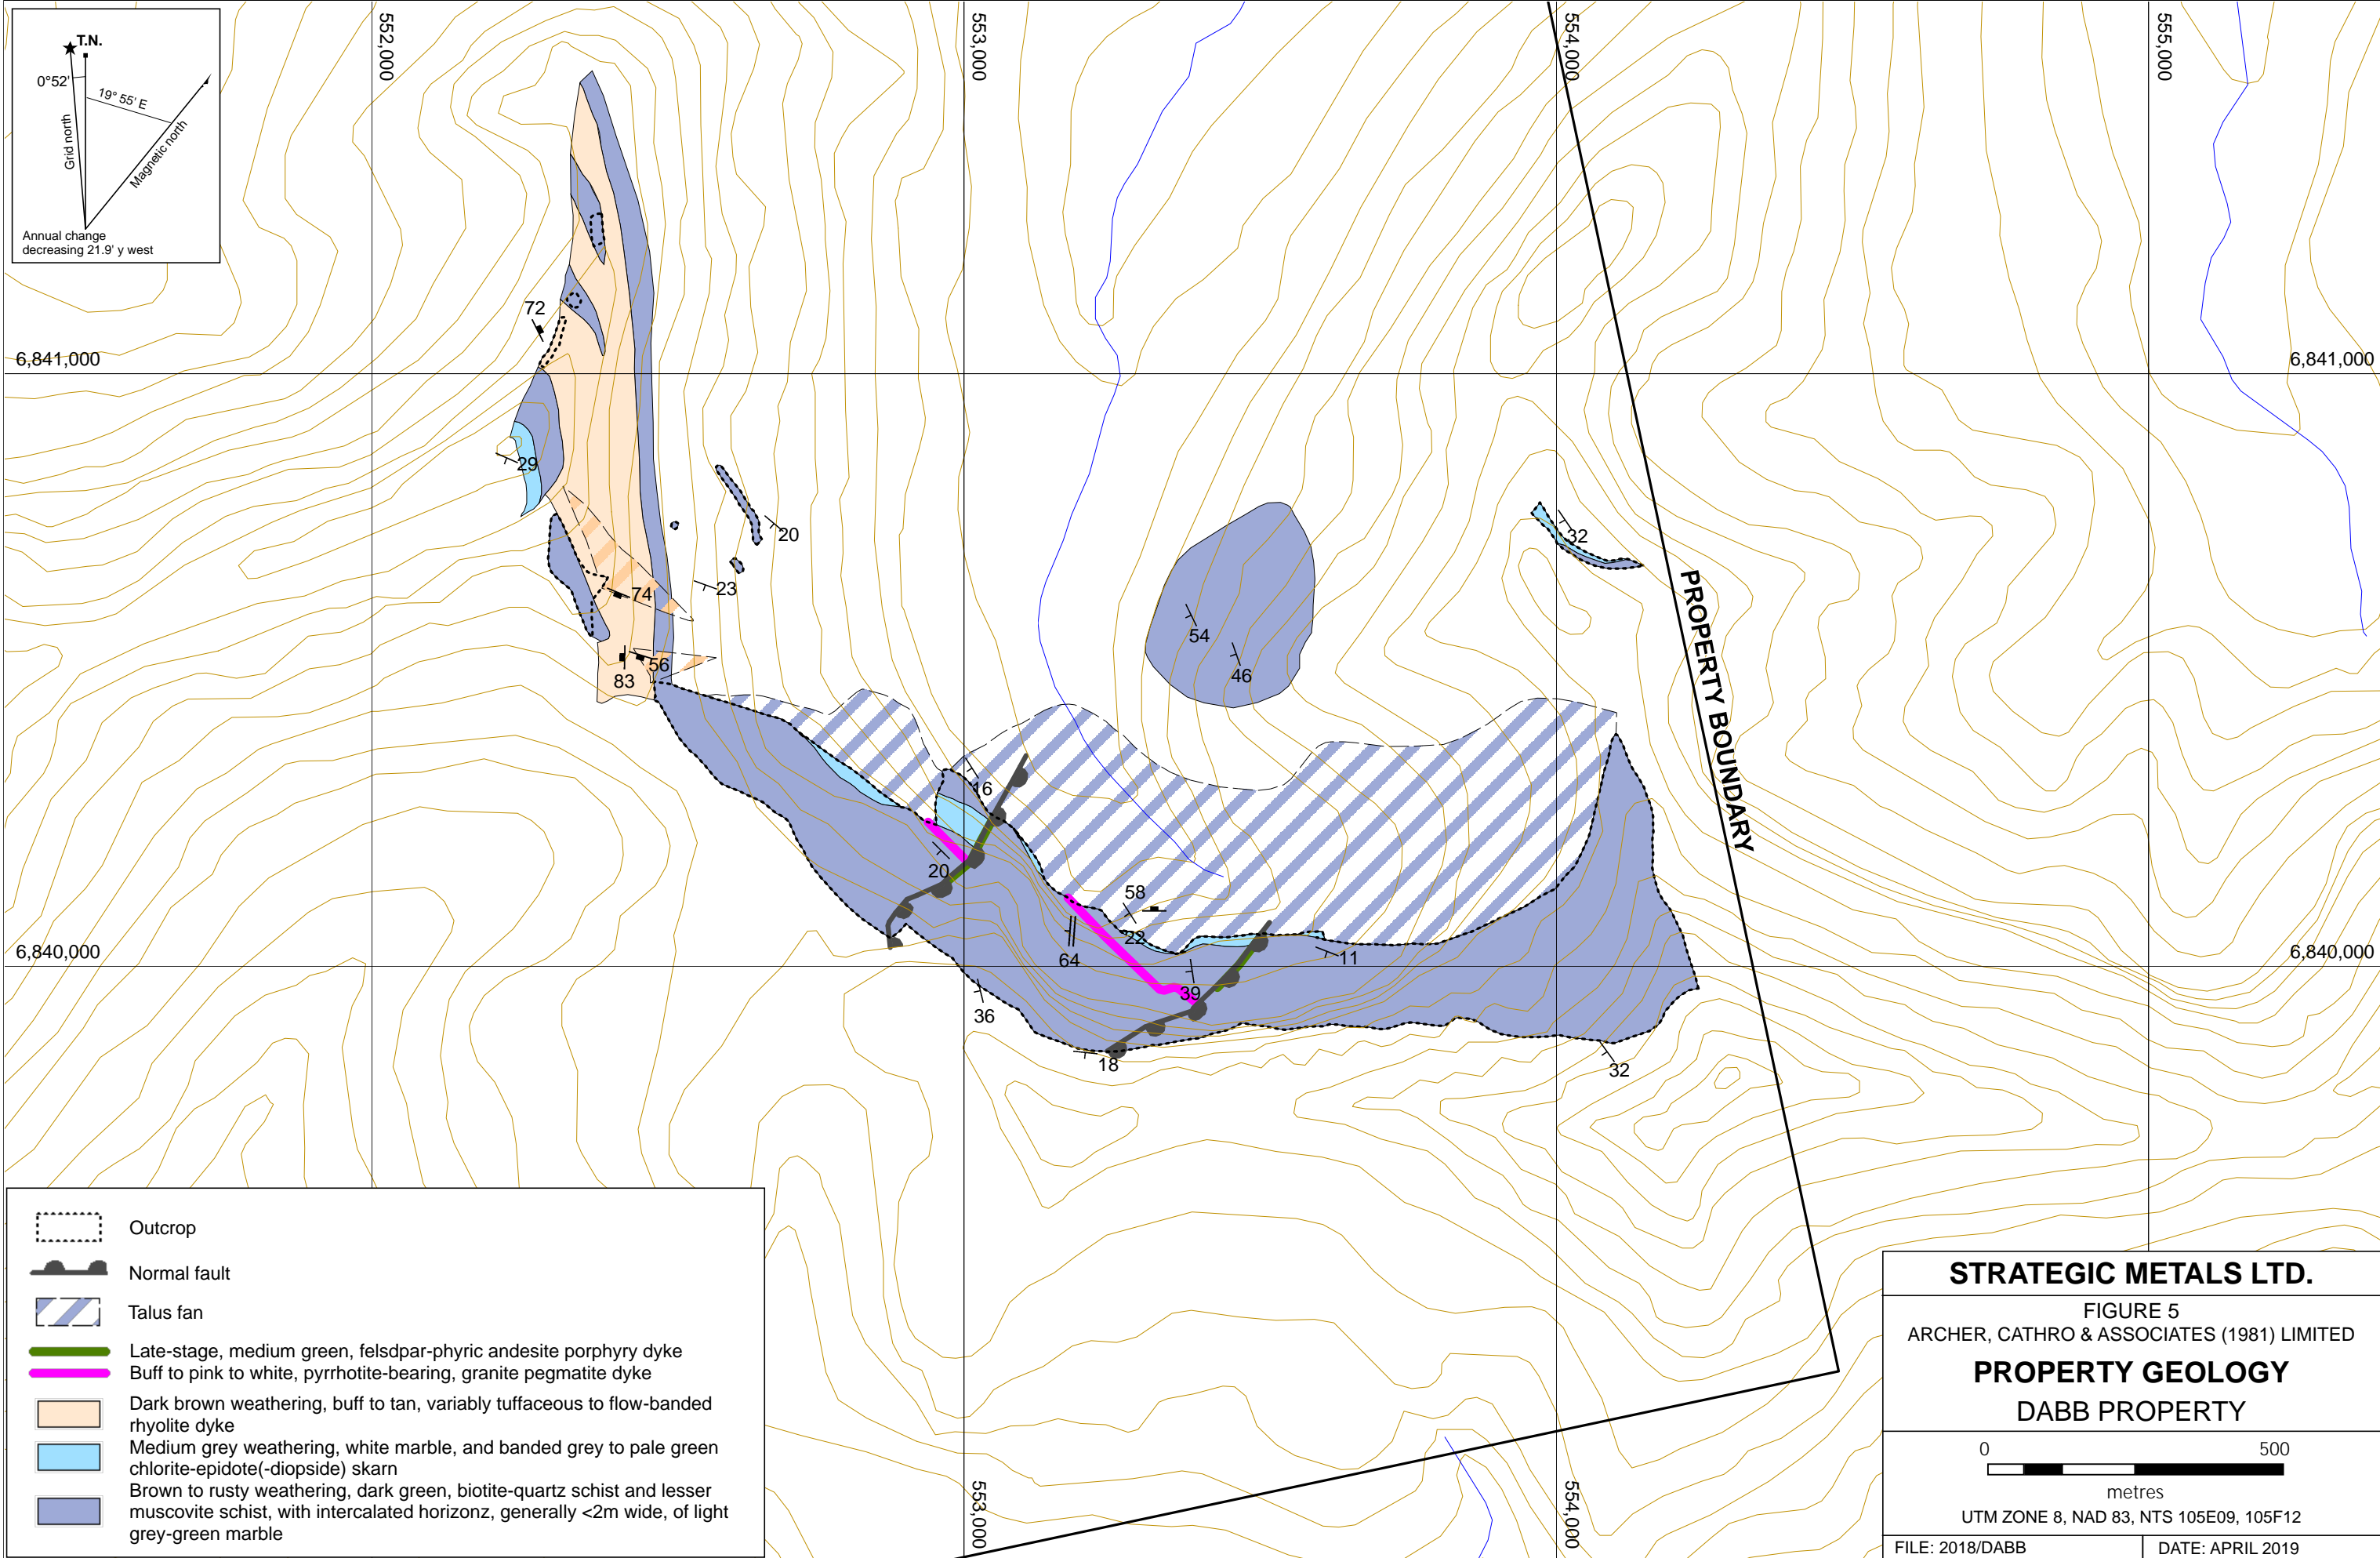 T.N.
0°52'
19° 55' E
Grid north
Magnetic north
Annual change
decreasing 21.9' y west
552,000
553,000
554,000
555,000
6,841,000
6,841,000
72
29
20
23
74
56
83
32
54
46
PROPERTY BOUNDARY
16
20
58
22
64
11
39
36
18
32
6,840,000
6,840,000
553,000
554,000
Outcrop
Normal fault
Talus fan
Late-stage, medium green, felsdpar-phyric andesite porphyry dyke
Buff to pink to white, pyrrhotite-bearing, granite pegmatite dyke
Dark brown weathering, buff to tan, variably tuffaceous to flow-banded
rhyolite dyke
Medium grey weathering, white marble, and banded grey to pale green
chlorite-epidote(-diopside) skarn
Brown to rusty weathering, dark green, biotite-quartz schist and lesser
muscovite schist, with intercalated horizonz, generally <2m wide, of light
grey-green marble
STRATEGIC METALS LTD.
FIGURE 5
ARCHER, CATHRO & ASSOCIATES (1981) LIMITED
PROPERTY GEOLOGY
DABB PROPERTY
0 500
metres
UTM ZONE 8, NAD 83, NTS 105E09, 105F12
FILE: 2018/DABB DATE: APRIL 2019